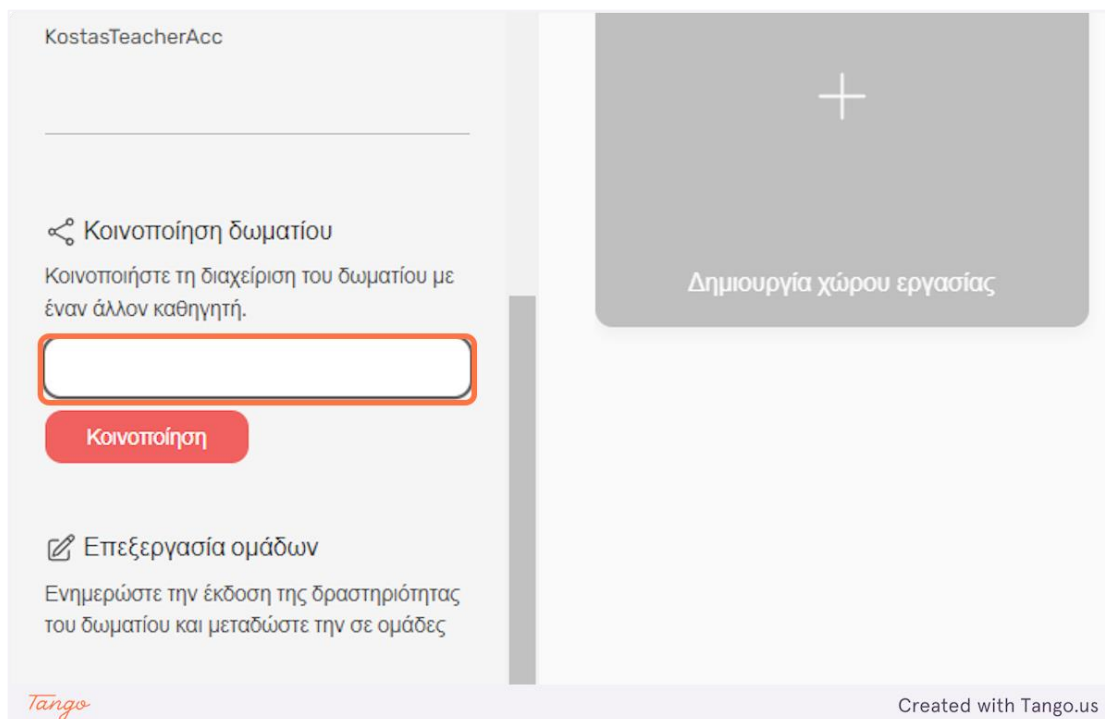 KostasTeacherAcc
Κοινοποίηση δωματίου
Κοινοποιήστε τη διαχείριση του δωματίου με
έναν άλλον καθηγητή.
Κοινοποίηση
Επεξεργασία ομάδων
Ενημερώστε την έκδοση της δραστηριότητας
του δωματίου και μεταδώστε την σε ομάδες
Δημιουργία χώρου εργασίας
Tango
Created with Tango.us